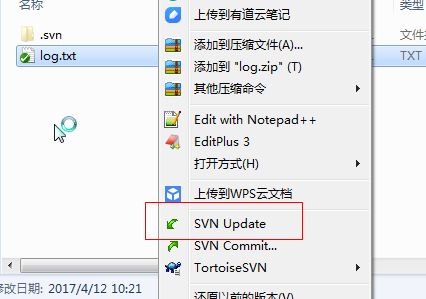 名称
上传到有道云笔记
.svn
文件
添加到压缩文件(A)...
log.txt
TXT
添加到 "log.zip" (T)
其他压缩命令
Edit with Notepad++
EditPlus 3
打开方式(H)
上传到WPS云文档
SVN Update
SVN Commit...
TortoiseSVN
修改日期: 2017/4/12 10:21
还原以前的版本(V)